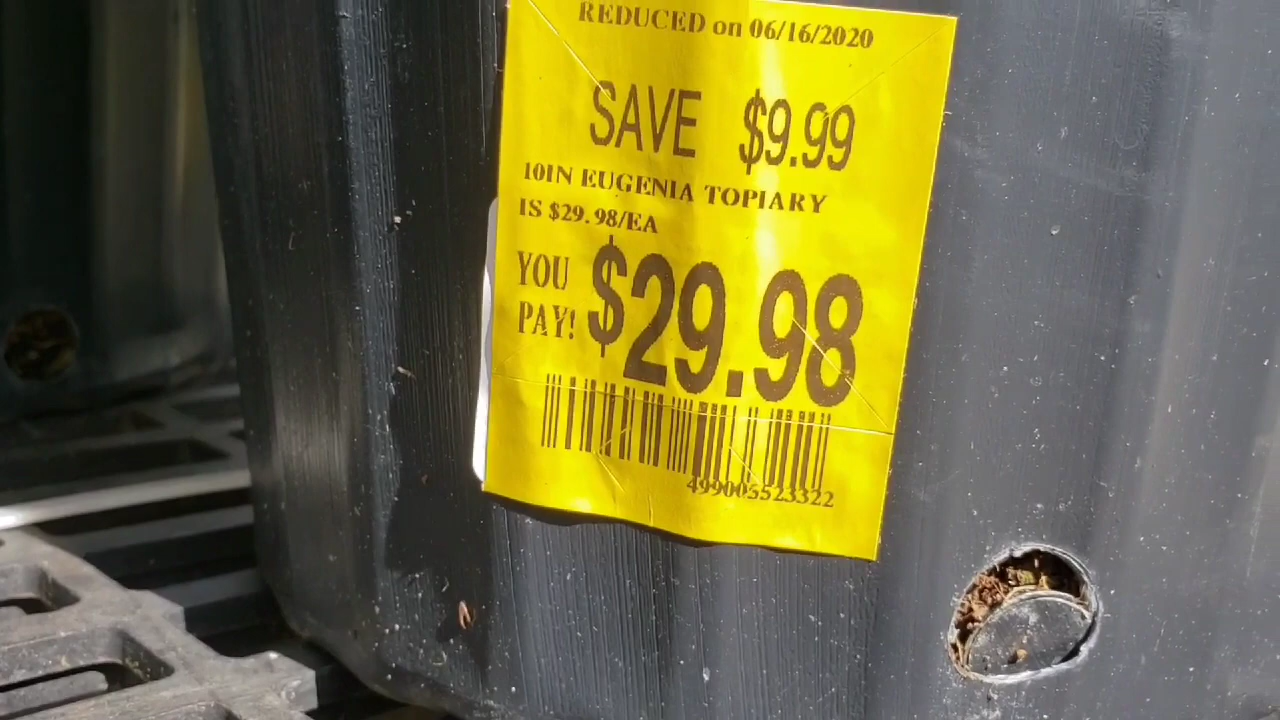 REDUCED on 06/16/2020
SAVE $9.99
10IN EUGENIA TOPIARY
IS $29.98/EA
YOU PAY! $29.98
499005523322